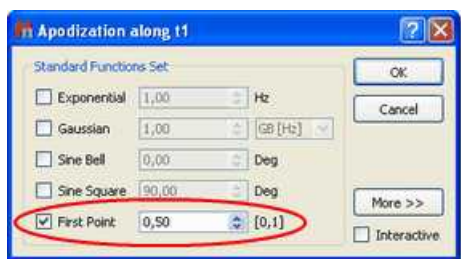 Apodization along t1
Standard Functions Set
Exponential 1,00 Hz
Gaussian 1,00 GB [Hz]
Sine Bell 0,00 Deg
Sine Square 90,00 Deg
First Point 0,50 [0,1]
OK
Cancel
More >>
Interactive